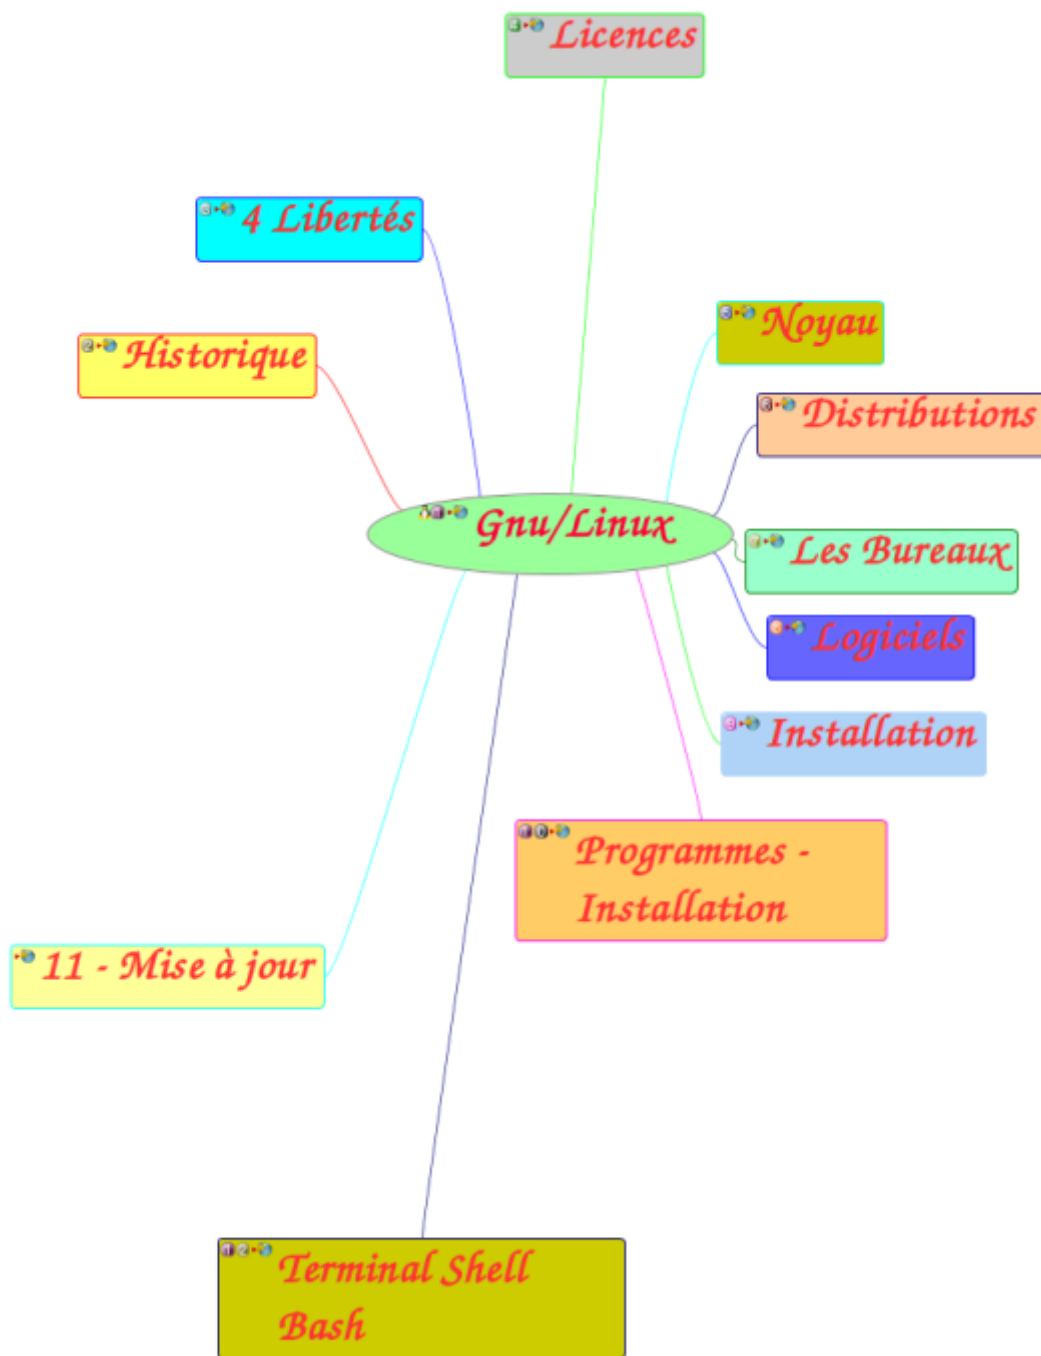 Licences
4 Libertés
Noyau
Historique
Distributions
Gnu/Linux
Les Bureaux
Logiciels
Installation
Programmes -
Installation
11 - Mise à jour
Terminal Shell
Bash